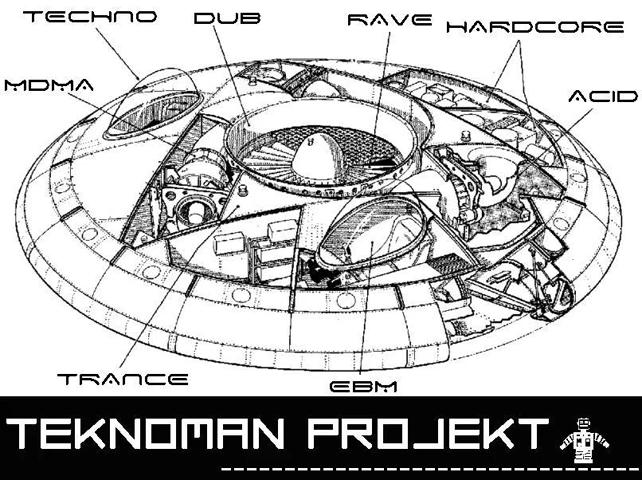 TECHNO
DUB
RAVE
HARDCORE
MDMA
ACID
TRANCE
EBM
TEKNOMAN PROJEKT